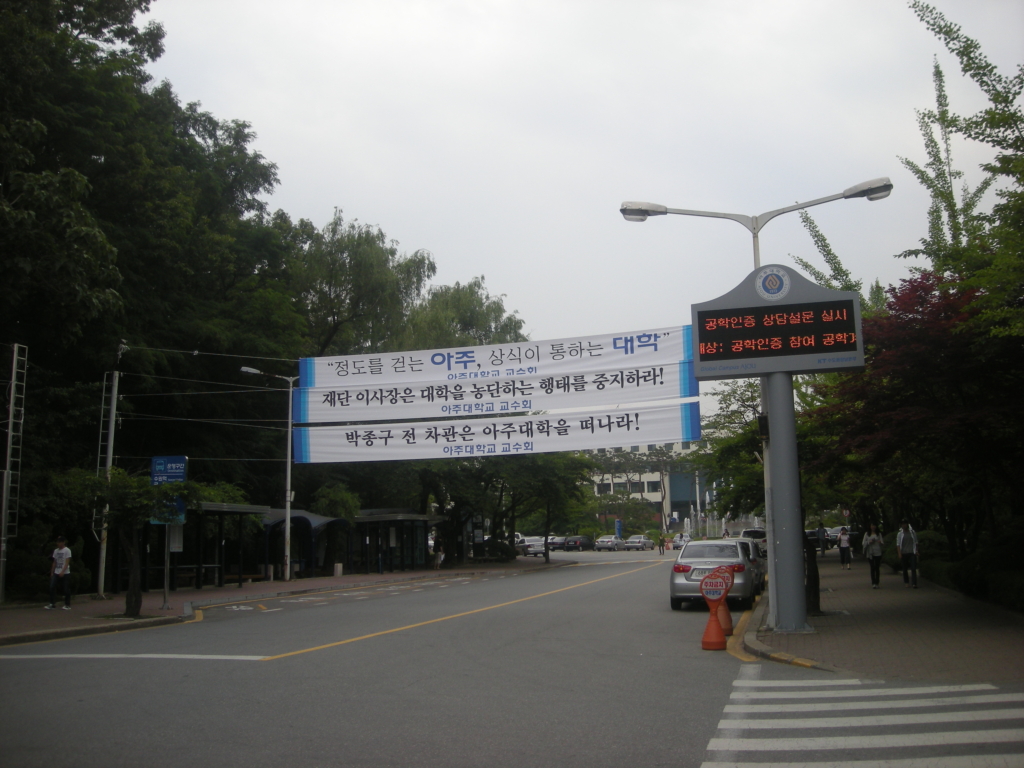 "정도를 걷는 아주, 상식이 통하는 대학"
아주대학교 교수회
재단 이사장은 대학을 농단하는 행태를 중지하라!
아주대학교 교수회
박종구 전 차관은 아주대학을 떠나라!
아주대학교 교수회
공학인증 상담설문 실시
대상: 공학인증 참여 공학
주차금지